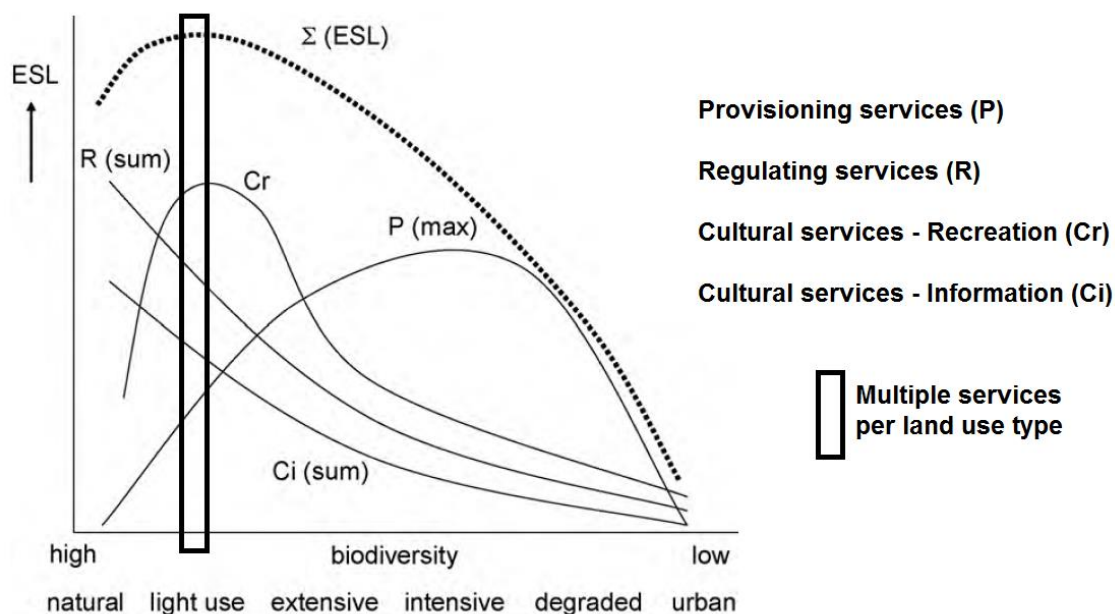 Σ (ESL)
ESL
R (sum)
Cr
P (max)
Ci (sum)
high biodiversity low
natural light use extensive intensive degraded urban
Provisioning services (P)
Regulating services (R)
Cultural services - Recreation (Cr)
Cultural services - Information (Ci)
Multiple services
per land use type